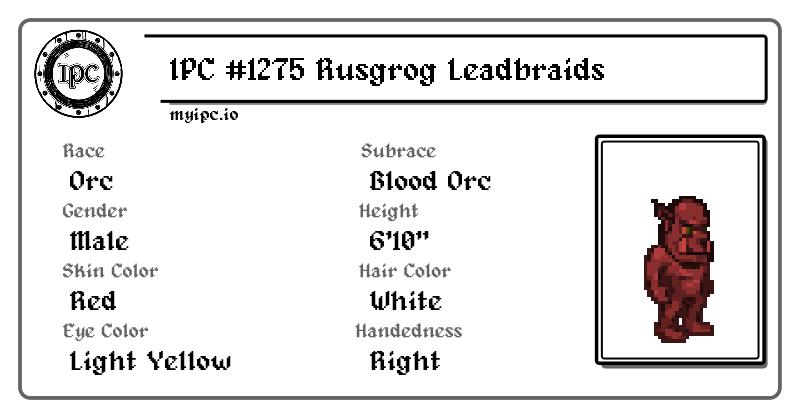 IPC
IPC #1275 Rusgrog Leadbraids
myipc.io
Race
Orc
Subrace
Blood Orc
Gender
Male
Height
6'10"
Skin Color
Red
Hair Color
White
Eye Color
Light Yellow
Handedness
Right